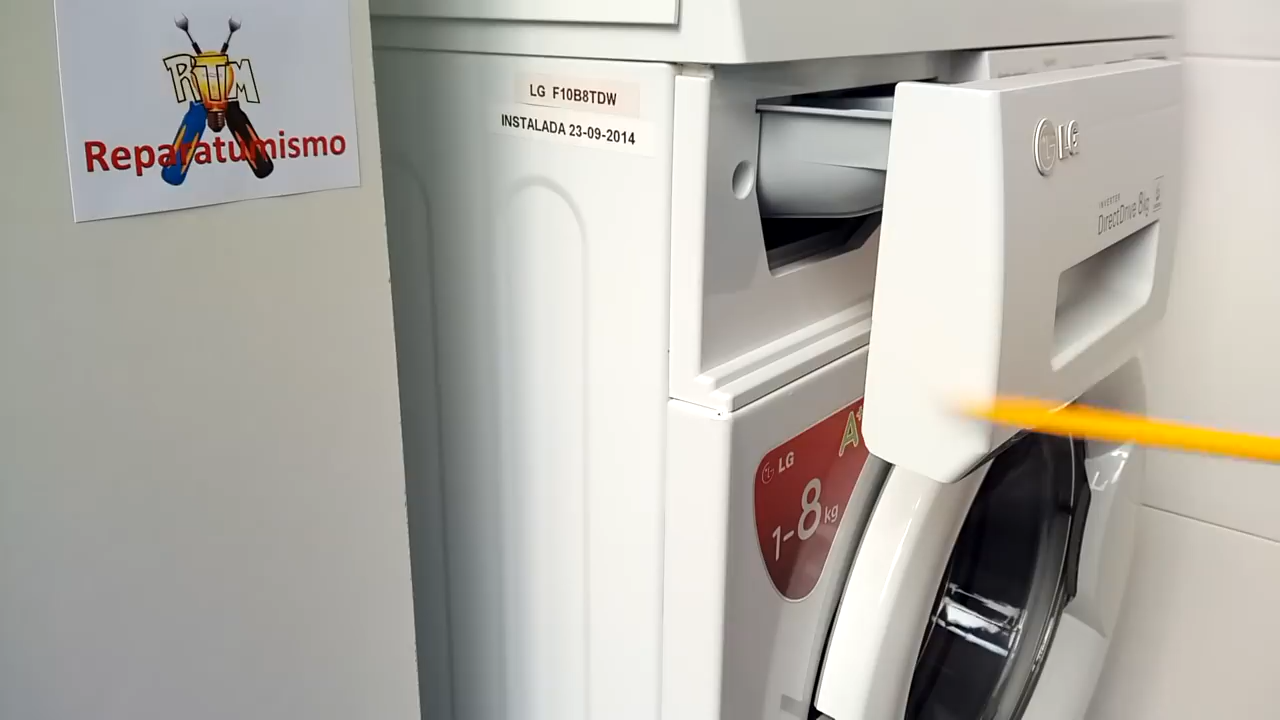 RTM
Reparatumismo
LG F10B8TDW
INSTALADA 23-09-2014
LG
INVERTER
DirectDrive 8kg
A+
LG
1-8kg